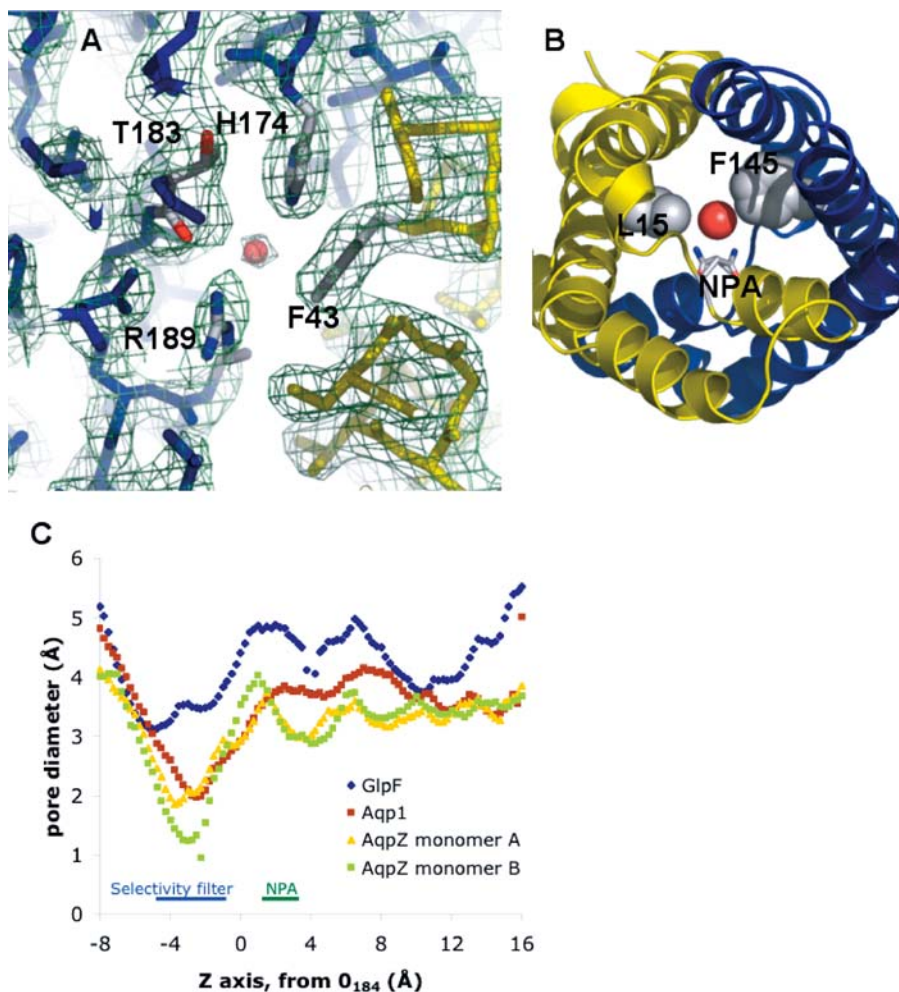 A
T183
H174
R189
F43
B
F145
L15
NPA
C
pore diameter (Å)
6
5
4
3
2
1
0
GlpF
Aqp1
AqpZ monomer A
AqpZ monomer B
Selectivity filter
NPA
-8
-4
0
4
8
12
16
Z axis, from 0184 (Å)